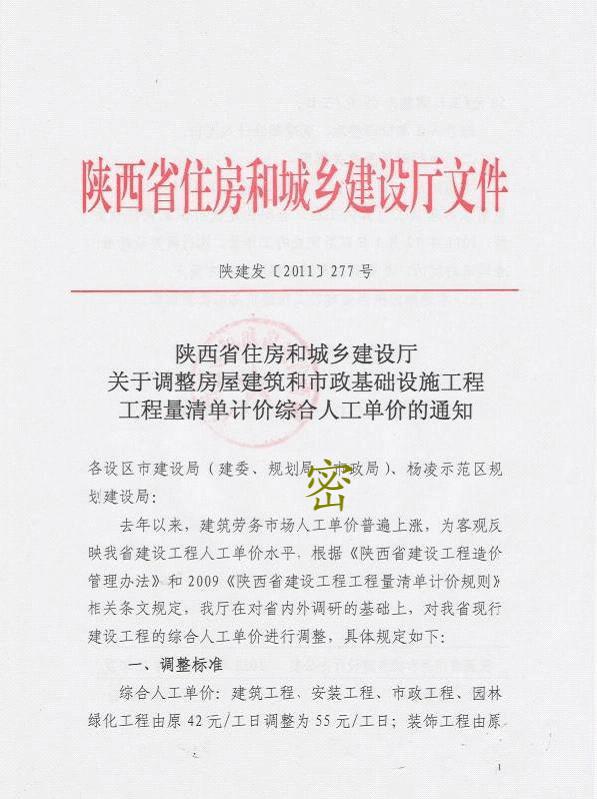 陕西省住房和城乡建设厅文件
陕建发〔2011〕277号
陕西省住房和城乡建设厅
关于调整房屋建筑和市政基础设施工程
工程量清单计价综合人工单价的通知
各设区市建设局（建委、规划局、市政局）、杨凌示范区规
密
划建设局：
去年以来，建筑劳务市场人工单价普遍上涨，为客观反
映我省建设工程人工单价水平，根据《陕西省建设工程造价
管理办法》和2009《陕西省建设工程工程量清单计价规则》
相关条文规定，我厅在对省内外调研的基础上，对我省现行
建设工程的综合人工单价进行调整，具体规定如下：
一、调整标准
综合人工单价：建筑工程、安装工程、市政工程、园林
绿化工程由原42元/工日调整为55元/工日；装饰工程由原
1